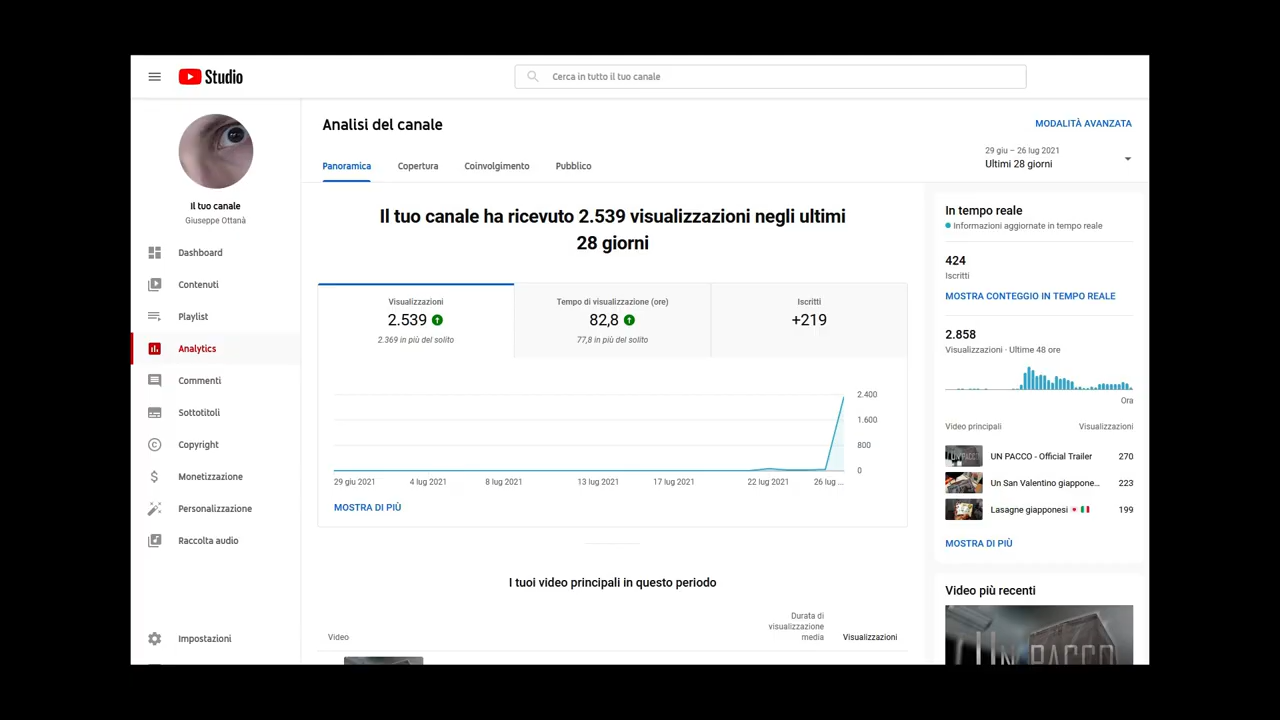 Studio
Cerca in tutto il tuo canale
Il tuo canale
Giuseppe Ottanà
Dashboard
Contenuti
Playlist
Analytics
Commenti
Sottotitoli
Copyright
Monetizzazione
Personalizzazione
Raccolta audio
Impostazioni
Analisi del canale
MODALITÀ AVANZATA
Panoramica Copertura Coinvolgimento Pubblico
29 giu – 26 lug 2021
Ultimi 28 giorni
Il tuo canale ha ricevuto 2.539 visualizzazioni negli ultimi
28 giorni
Visualizzazioni
2.539
2.369 in più del solito
Tempo di visualizzazione (ore)
82,8
77,8 in più del solito
Iscritti
+219
2.400
1.600
800
0
29 giu 2021 4 lug 2021 8 lug 2021 13 lug 2021 17 lug 2021 22 lug 2021 26 lug ...
MOSTRA DI PIÙ
I tuoi video principali in questo periodo
Video
Durata di
visualizzazione
media
Visualizzazioni
In tempo reale
Informazioni aggiornate in tempo reale
424
Iscritti
MOSTRA CONTEGGIO IN TEMPO REALE
2.858
Visualizzazioni · Ultime 48 ore
Ora
Video principali Visualizzazioni
UN PACCO - Official Trailer 270
Un San Valentino giappone... 223
Lasagne giapponesi 🇯🇵 🇮🇹 199
MOSTRA DI PIÙ
Video più recenti
UN PACCO